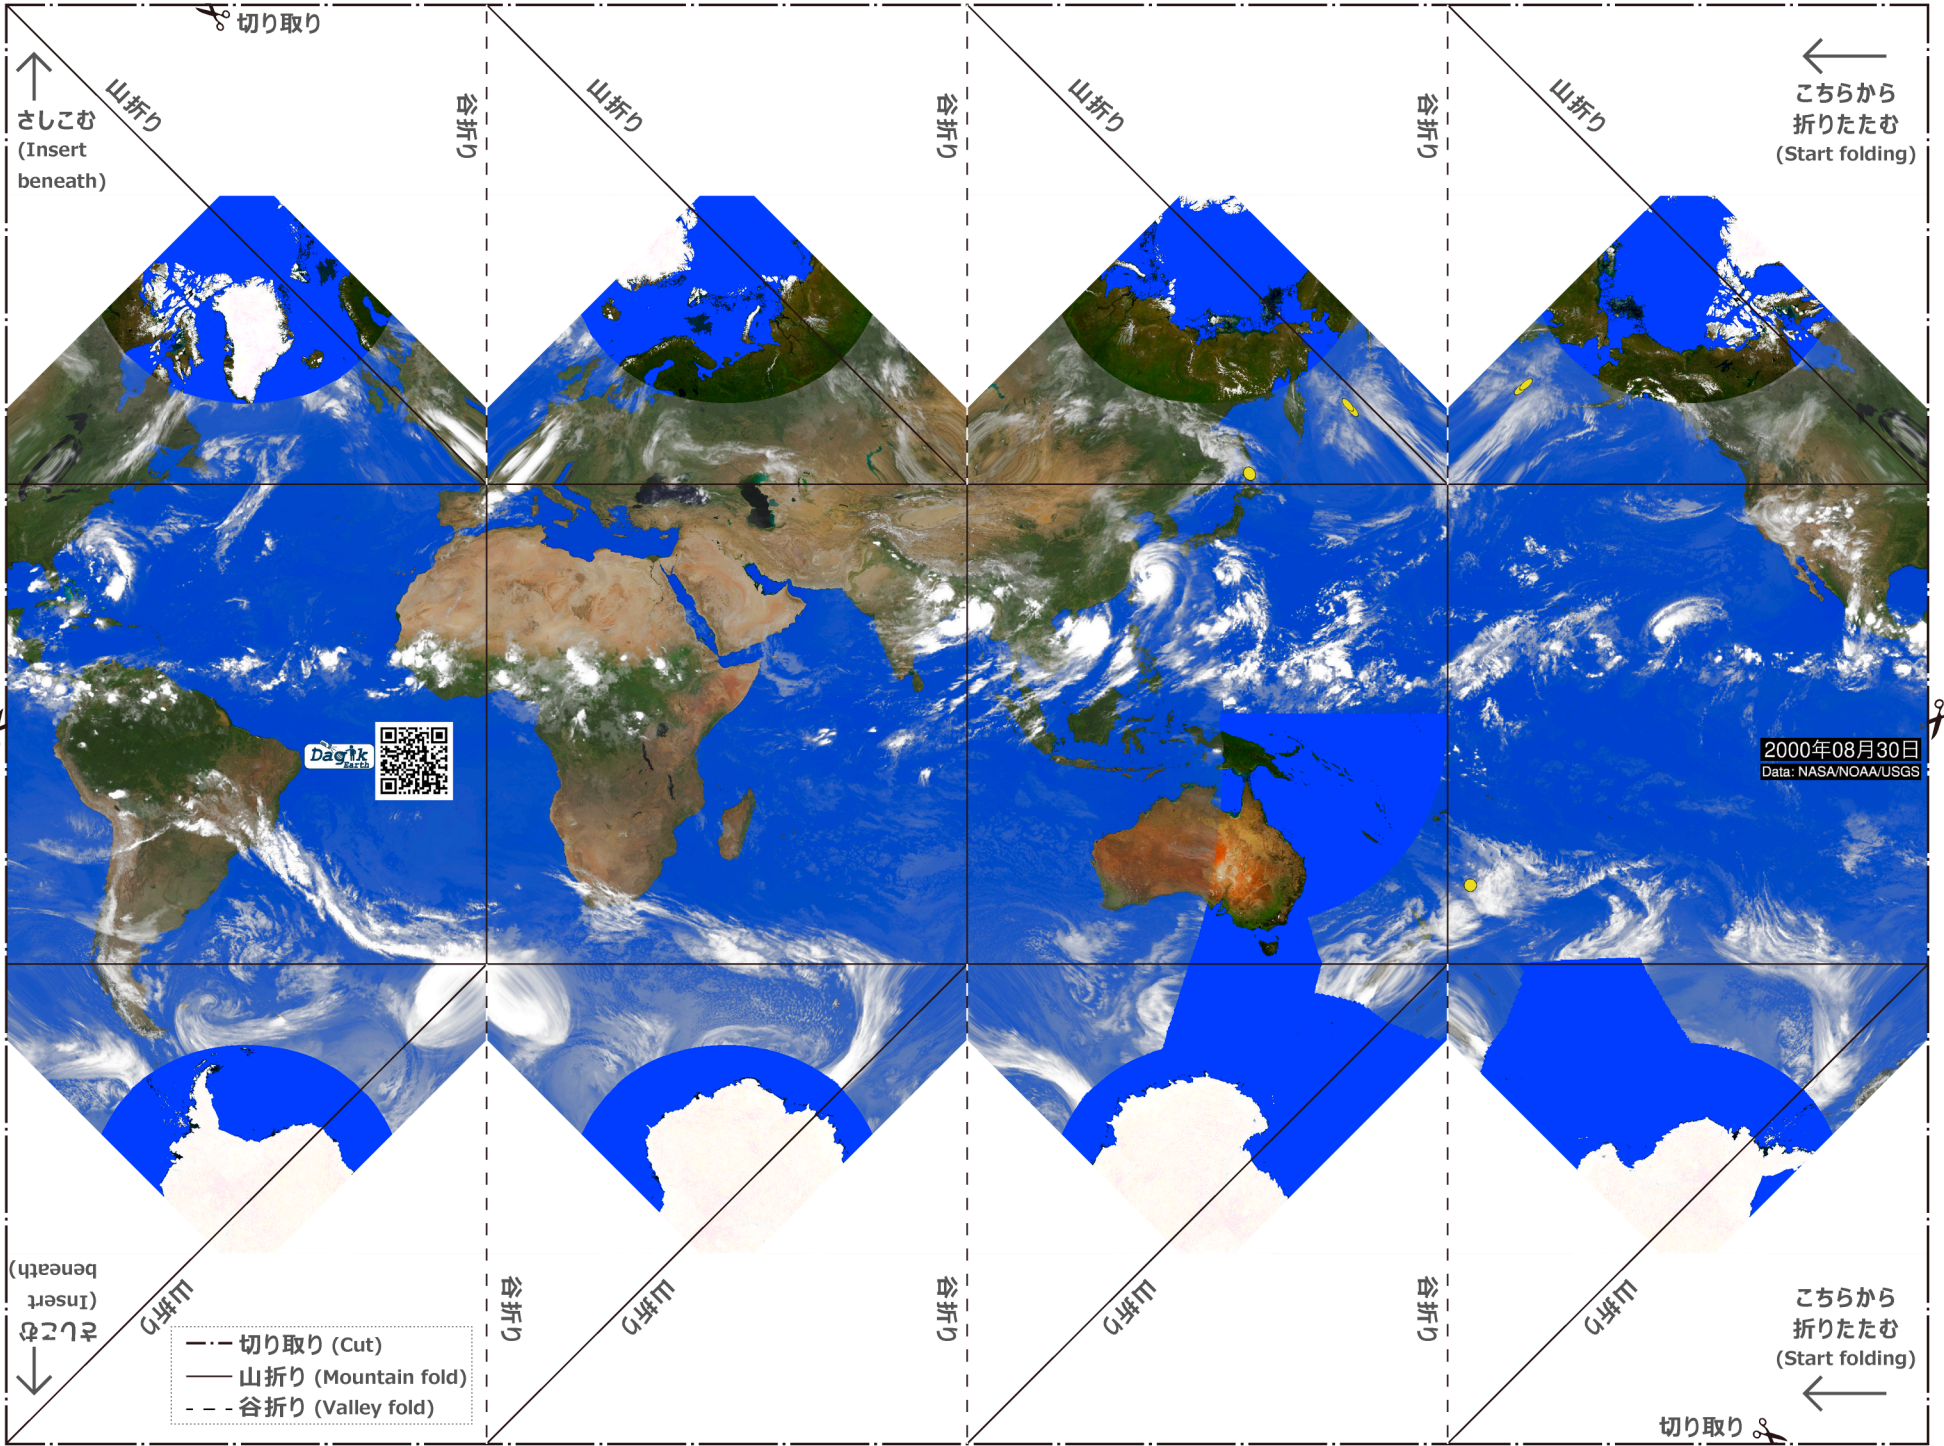 切り取り
山折り
谷折り
山折り
谷折り
山折り
谷折り
山折り
さしこむ
(Insert
beneath)
こちらから
折りたたむ
(Start folding)
Dagik
Earth
2000年08月30日
Data: NASA/NOAA/USGS
さしこむ
(Insert
beneath)
山折り
谷折り
山折り
谷折り
山折り
谷折り
山折り
こちらから
折りたたむ
(Start folding)
切り取り (Cut)
山折り (Mountain fold)
谷折り (Valley fold)
切り取り